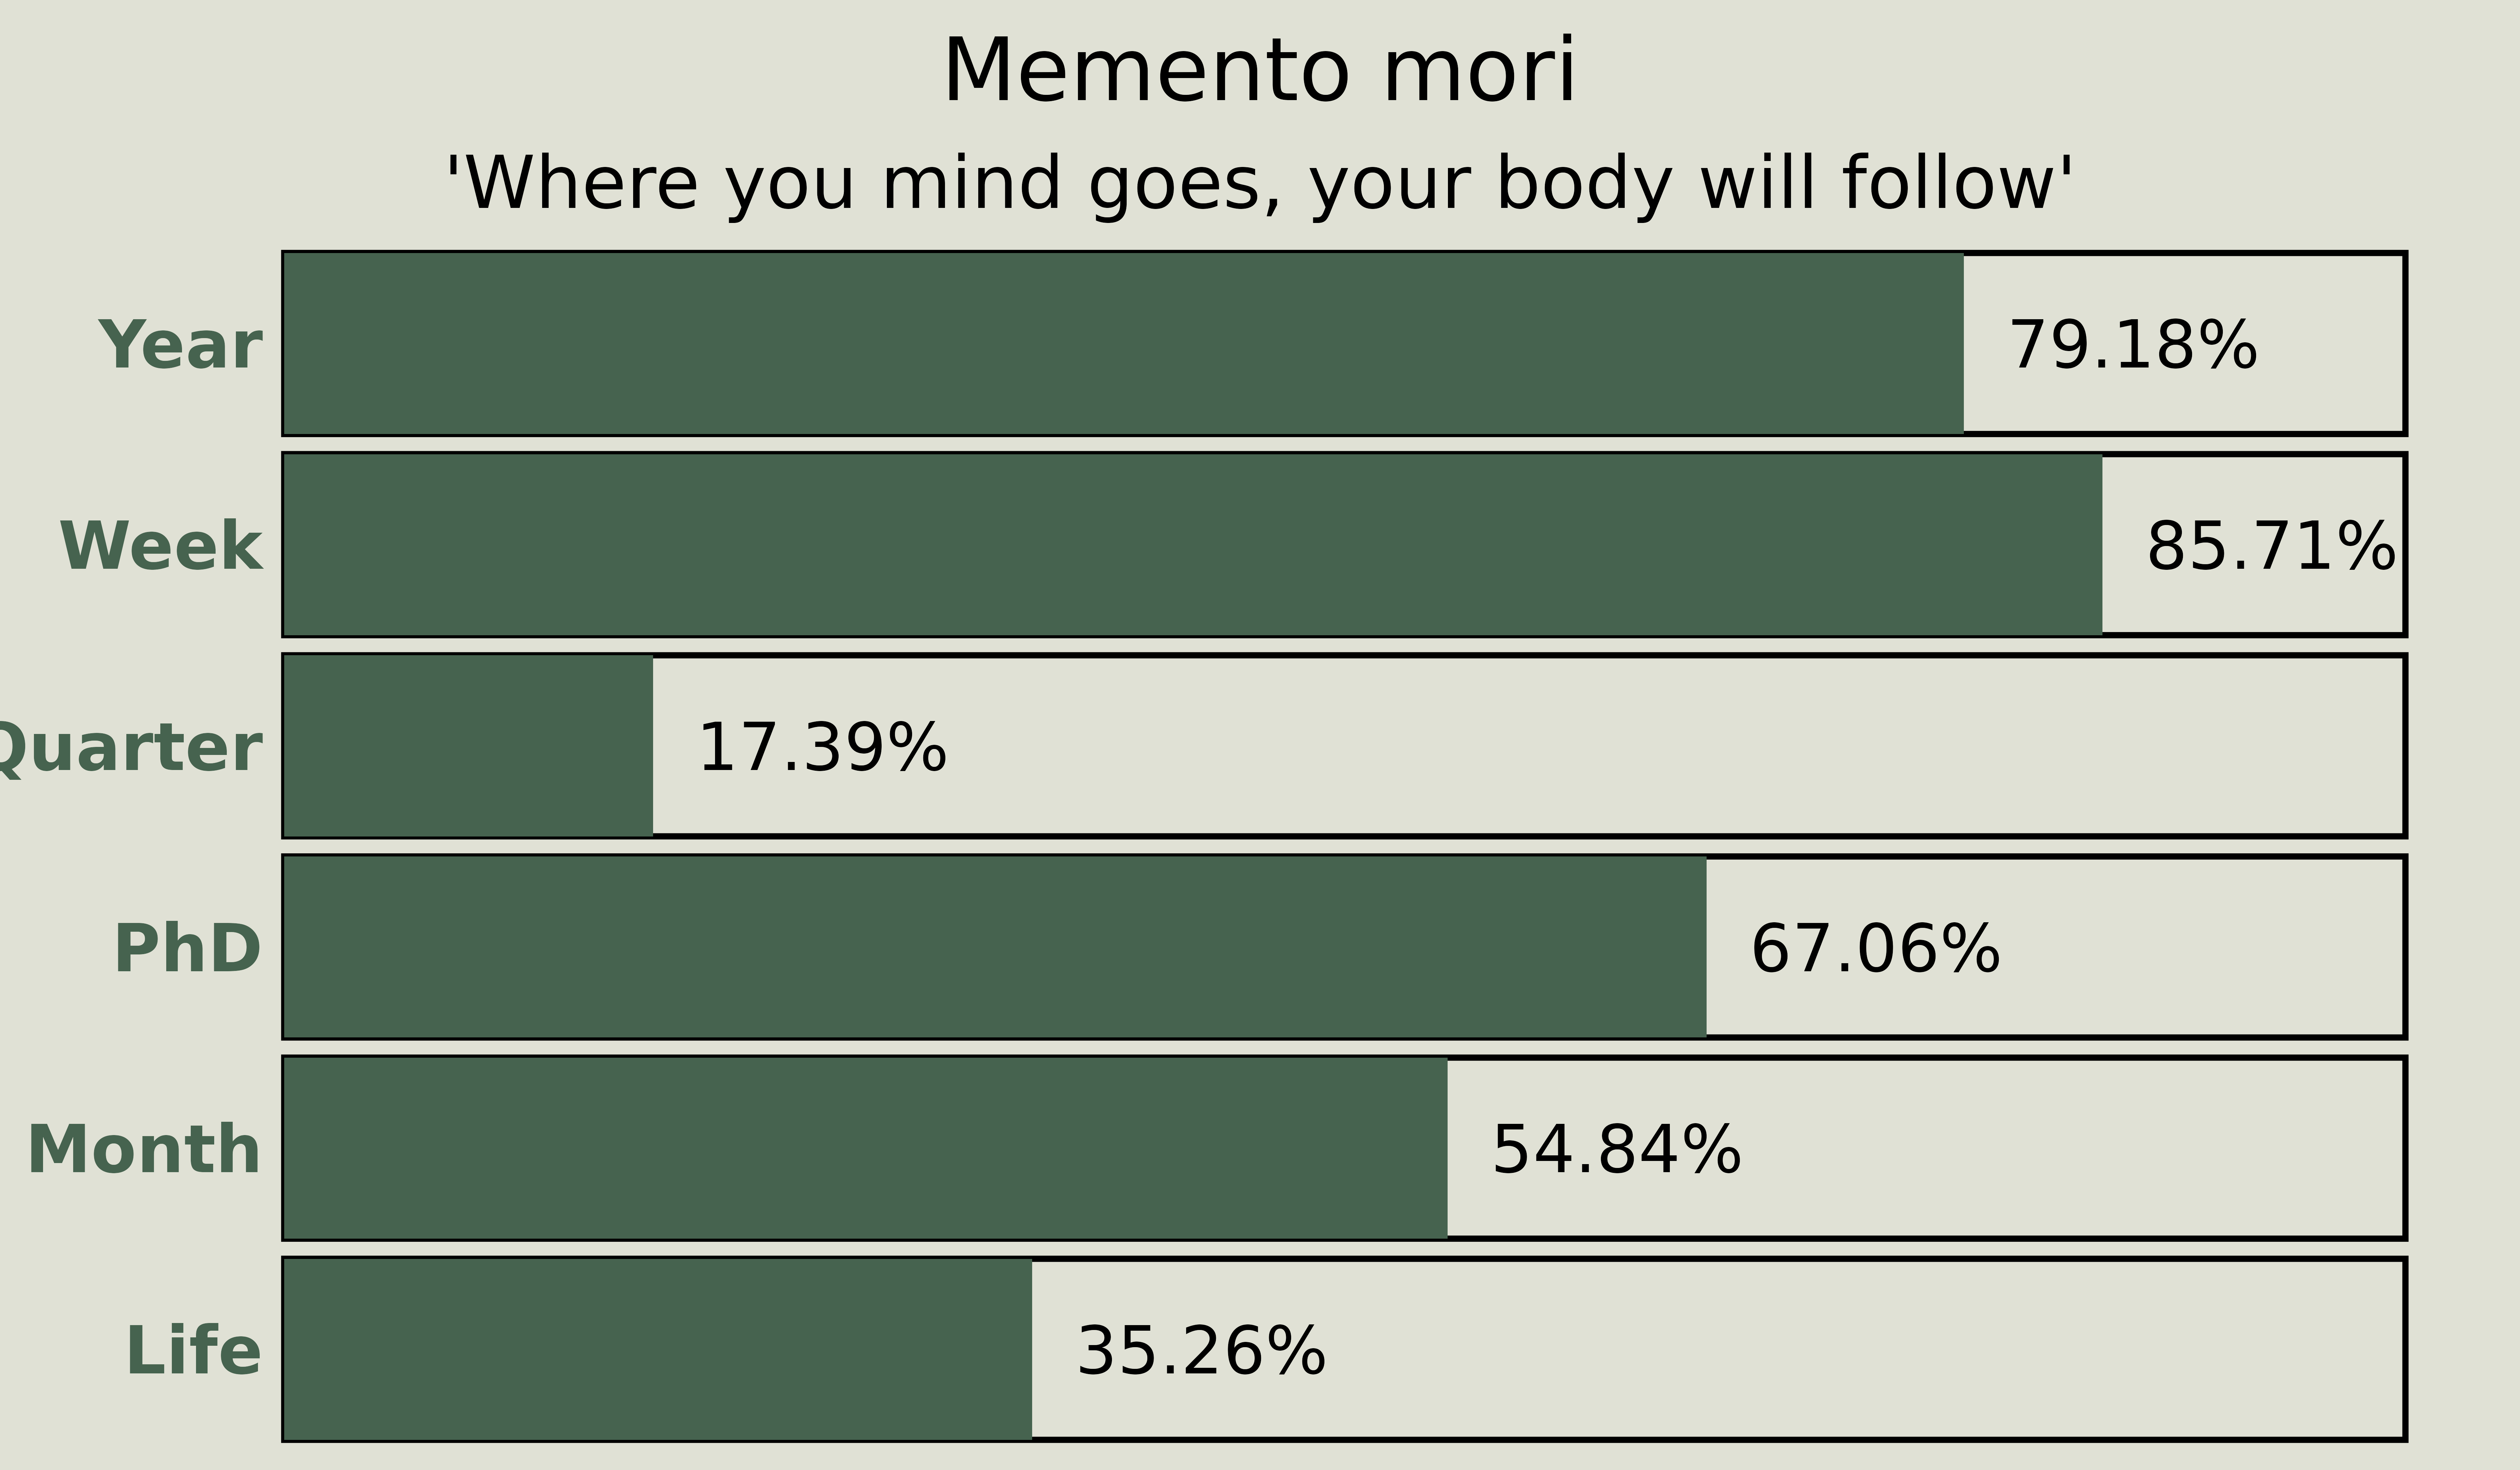 Memento mori
'Where you mind goes, your body will follow'
Year 79.18%
Week 85.71%
Quarter 17.39%
PhD 67.06%
Month 54.84%
Life 35.26%